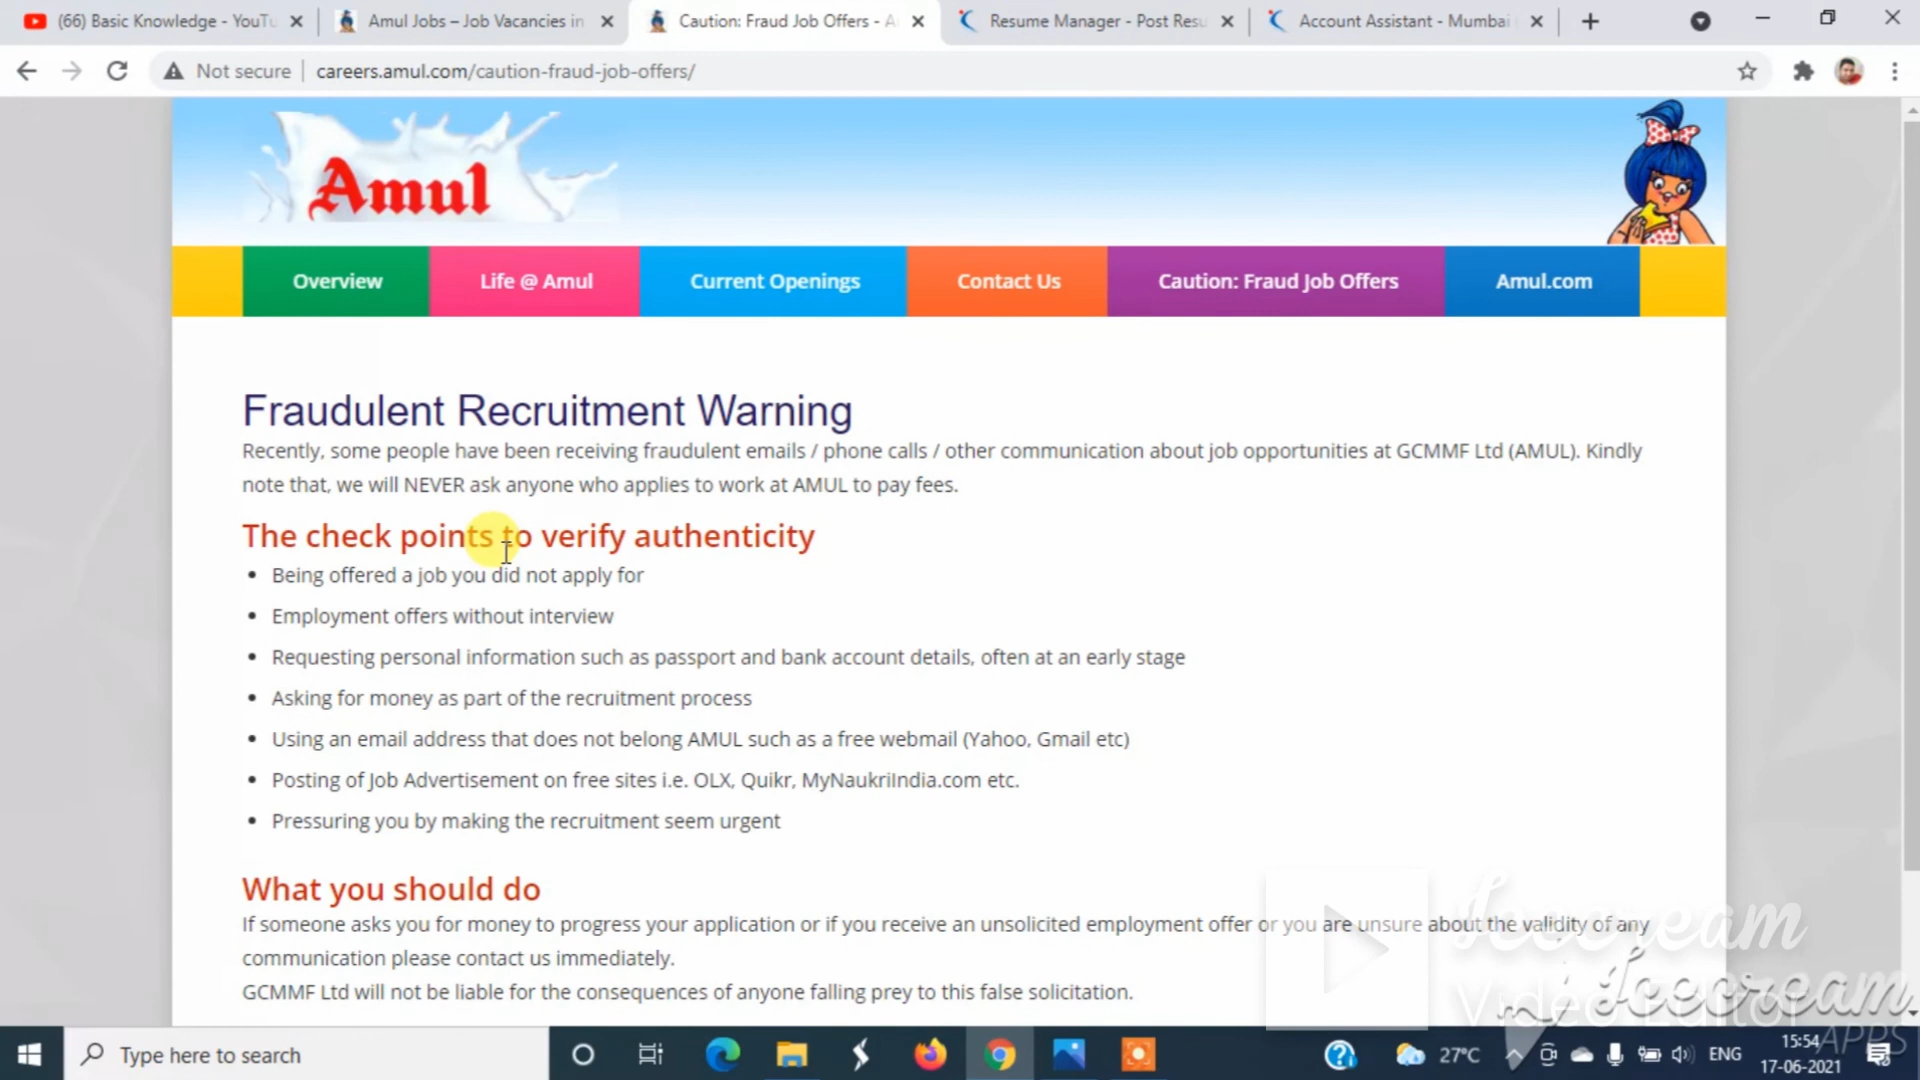 (66) Basic Knowledge - YouTu
Amul Jobs – Job Vacancies in
Caution: Fraud Job Offers - A
Resume Manager - Post Resu
Account Assistant - Mumbai
Not secure
careers.amul.com/caution-fraud-job-offers/
Amul
Overview
Life @ Amul
Current Openings
Contact Us
Caution: Fraud Job Offers
Amul.com
Fraudulent Recruitment Warning
Recently, some people have been receiving fraudulent emails / phone calls / other communication about job opportunities at GCMMF Ltd (AMUL). Kindly
note that, we will NEVER ask anyone who applies to work at AMUL to pay fees.
The check points to verify authenticity
• Being offered a job you did not apply for
• Employment offers without interview
• Requesting personal information such as passport and bank account details, often at an early stage
• Asking for money as part of the recruitment process
• Using an email address that does not belong AMUL such as a free webmail (Yahoo, Gmail etc)
• Posting of Job Advertisement on free sites i.e. OLX, Quikr, MyNaukriIndia.com etc.
• Pressuring you by making the recruitment seem urgent
What you should do
If someone asks you for money to progress your application or if you receive an unsolicited employment offer or you are unsure about the validity of any
communication please contact us immediately.
GCMMF Ltd will not be liable for the consequences of anyone falling prey to this false solicitation.
Icecream
Video Editor
Icecream
APPS
Type here to search
27°C
ENG
15:54
17-06-2021